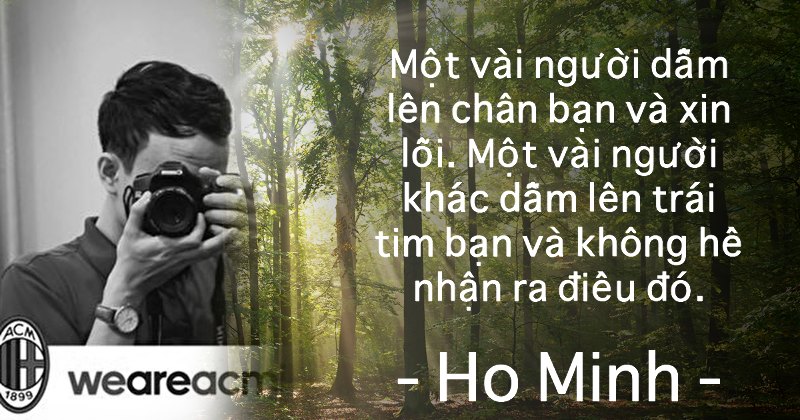 Một vài người dẫm
lên chân bạn và xin
lỗi. Một vài người
khác dẫm lên trái
tim bạn và không hề
nhận ra điều đó.
- Ho Minh -
ACM
1899
weareacm